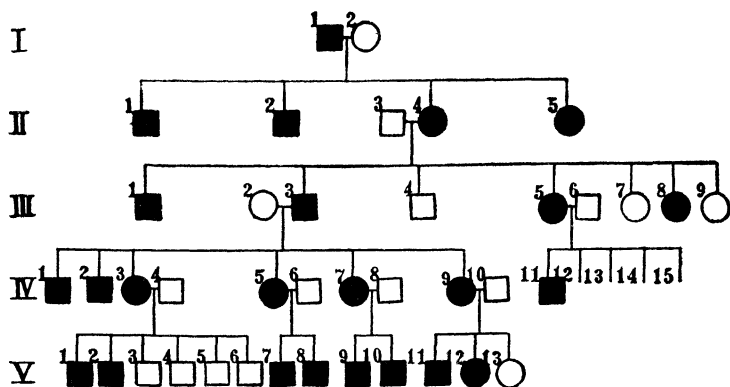 I 1 2
II 1 2 3 4 5
III 1 2 3 4 5 6 7 8 9
IV 1 2 3 4 5 6 7 8 9 10 11 12 13 14 15
V 1 2 3 4 5 6 7 8 9 10 11 12 13